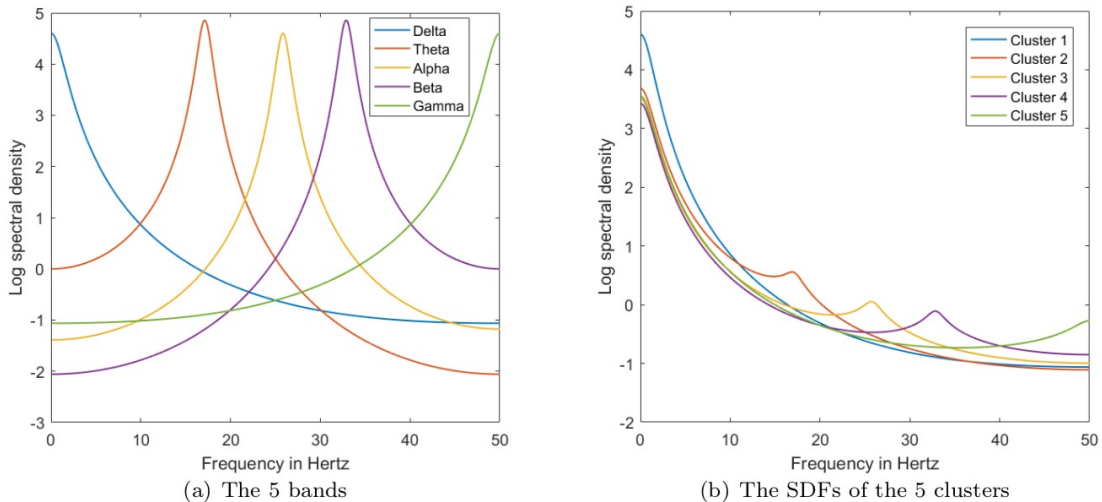 5
4
3
2
1
0
-1
-2
-3
Log spectral density
0
10
20
30
40
50
Frequency in Hertz
Delta
Theta
Alpha
Beta
Gamma
(a) The 5 bands
5
4
3
2
1
0
-1
-2
Log spectral density
0
10
20
30
40
50
Frequency in Hertz
Cluster 1
Cluster 2
Cluster 3
Cluster 4
Cluster 5
(b) The SDFs of the 5 clusters